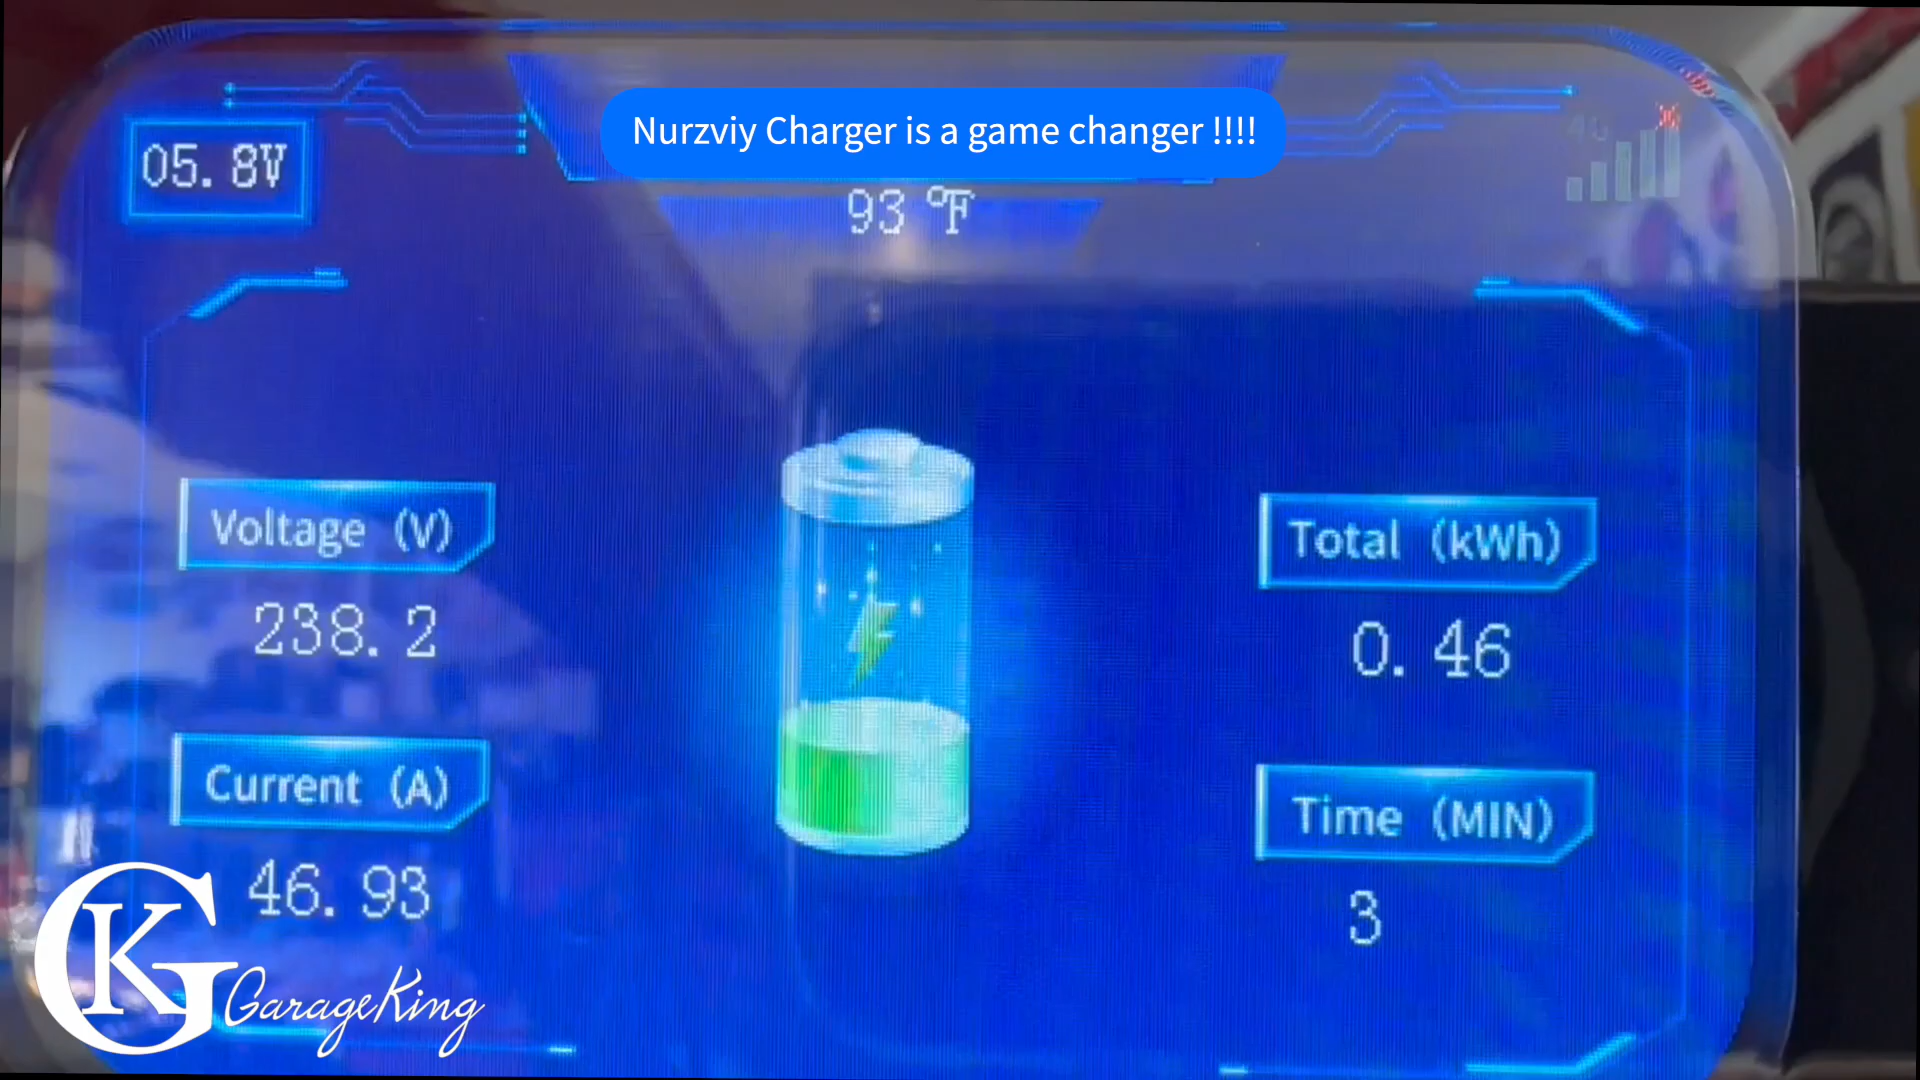 Nurzviy Charger is a game changer !!!!
05.8V
93 ℉
Voltage (V)
238.2
Total (kWh)
0.46
Current (A)
46.93
Time (MIN)
3
GK
GarageKing